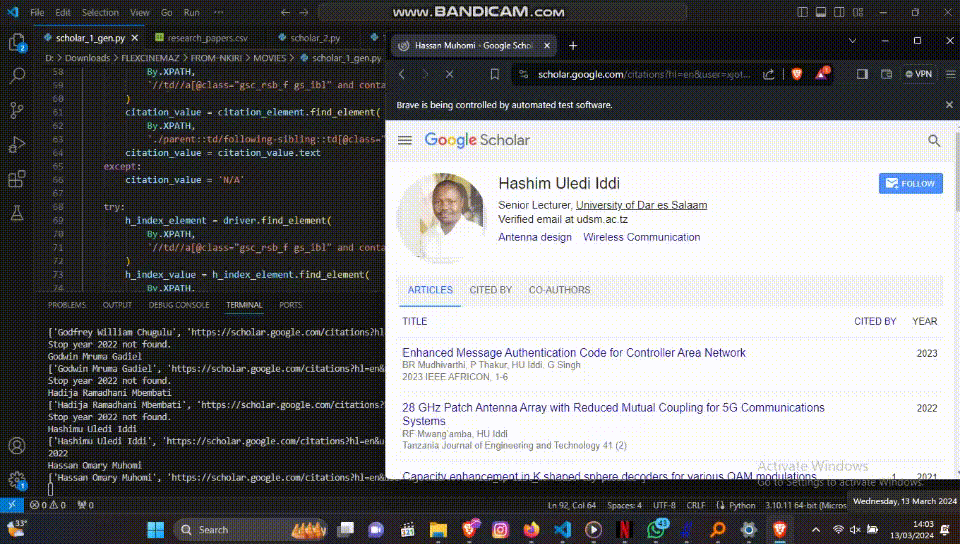 File Edit Selection View Go Run ···
WWW.BANDICAM.COM
scholar_1_gen.py
research_papers.csv
scholar_2.py
D: > Downloads > FLEXCINEMAZ > FROM-NKIRI > MOVIES > scholar_1_gen.py
58 By.XPATH,
59 '//td//a[@class="gsc_rsb_f gs_ibl" and conta
60 )
61 citation_value = citation_element.find_element(
62 By.XPATH,
63 './parent::td/following-sibling::td[@class="
64 citation_value = citation_value.text
65 except:
66 citation_value = 'N/A'
67
68 try:
69 h_index_element = driver.find_element(
70 By.XPATH,
71 '//td//a[@class="gsc_rsb_f gs_ibl" and conta
72 )
73 h_index_value = h_index_element.find_element(
74 By.XPATH,
PROBLEMS OUTPUT DEBUG CONSOLE TERMINAL PORTS
['Godfrey William Chugulu', 'https://scholar.google.com/citations?hl
Stop year 2022 not found.
Godwin Mruma Gadiel
['Godwin Mruma Gadiel', 'https://scholar.google.com/citations?hl=en&
Stop year 2022 not found.
Hadija Ramadhani Mbembati
['Hadija Ramadhani Mbembati', 'https://scholar.google.com/citations?
Stop year 2022 not found.
Hashimu Uledi Iddi
['Hashimu Uledi Iddi', 'https://scholar.google.com/citations?hl=en&u
2022
Hassan Omary Muhomi
['Hassan Omary Muhomi', 'https://scholar.google.com/citations?hl=en&
Hassan Muhomi - Google Schol
scholar.google.com/citations?hl=en&user=xjot...
VPN
Brave is being controlled by automated test software.
Google Scholar
Hashim Uledi Iddi
FOLLOW
Senior Lecturer, University of Dar es Salaam
Verified email at udsm.ac.tz
Antenna design Wireless Communication
ARTICLES CITED BY CO-AUTHORS
TITLE CITED BY YEAR
Enhanced Message Authentication Code for Controller Area Network 2023
BR Mudhivarthi, P Thakur, HU Iddi, G Singh
2023 IEEE AFRICON, 1-6
28 GHz Patch Antenna Array with Reduced Mutual Coupling for 5G Communications 2022
Systems
RF Mwang'amba, HU Iddi
Tanzania Journal of Engineering and Technology 41 (2)
Capacity enhancement in K shaped sphere decoders for various QAM modulations 1 2021
Activate Windows
Go to Settings to activate Windows.
0 0 0
Ln 92, Col 64 Spaces: 4 UTF-8 CRLF Python 3.10.11 64-bit (Micros
Wednesday, 13 March 2024
33°
Search
43
14:03
13/03/2024